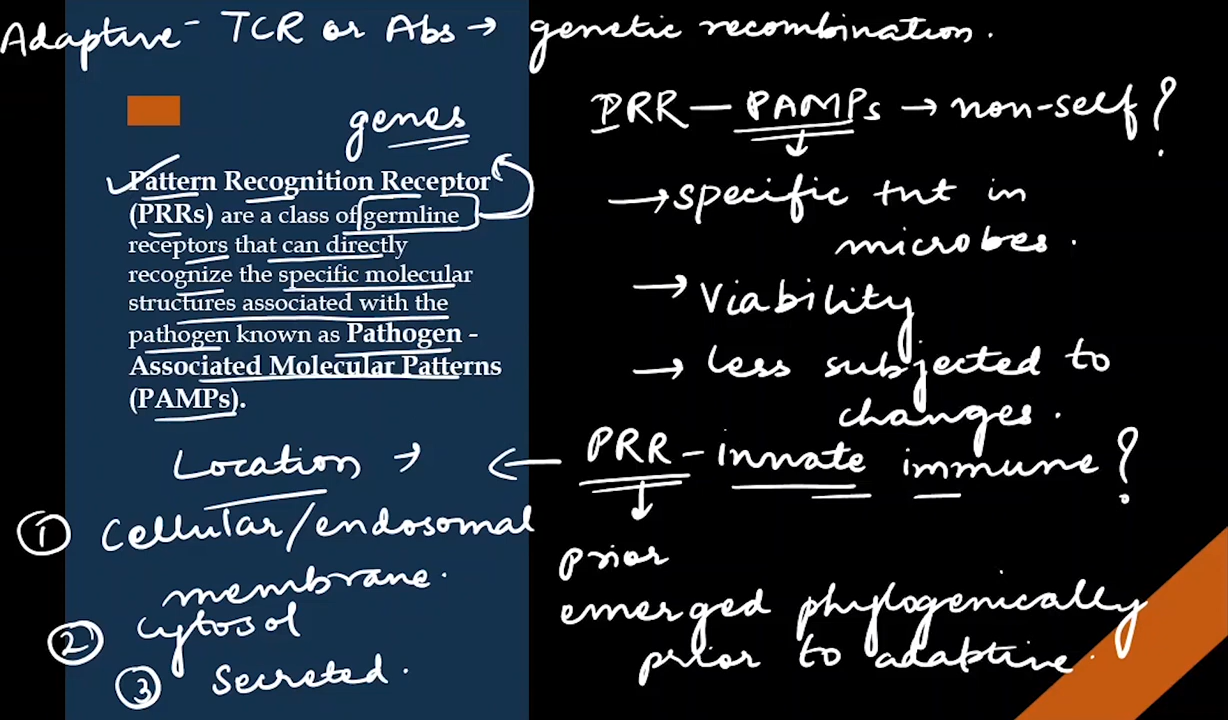 Adaptive - TCR or Abs → genetic recombination.
genes
Pattern Recognition Receptor
(PRRs) are a class of germline
receptors that can directly
recognize the specific molecular
structures associated with the
pathogen known as Pathogen -
Associated Molecular Patterns
(PAMPs).
Location →
① Cellular/endosomal
membrane.
② cytosol
③ Secreted.
PRR — PAMPs → non-self?
→ specific tnt in
microbes.
→ Viability
→ less subjected to
changes.
← PRR - innate immune?
prior
emerged phylogenically
prior to adaptive.